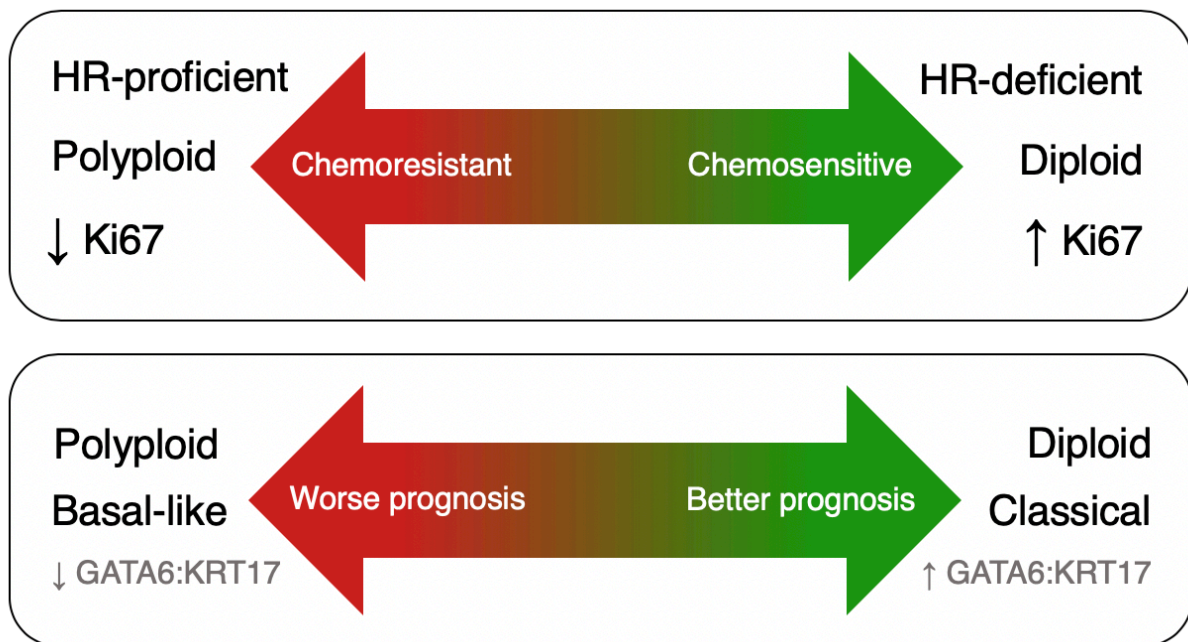 HR-proficient
Polyploid
↓ Ki67
Chemoresistant
Chemosensitive
HR-deficient
Diploid
↑ Ki67
Polyploid
Basal-like
↓ GATA6:KRT17
Worse prognosis
Better prognosis
Diploid
Classical
↑ GATA6:KRT17